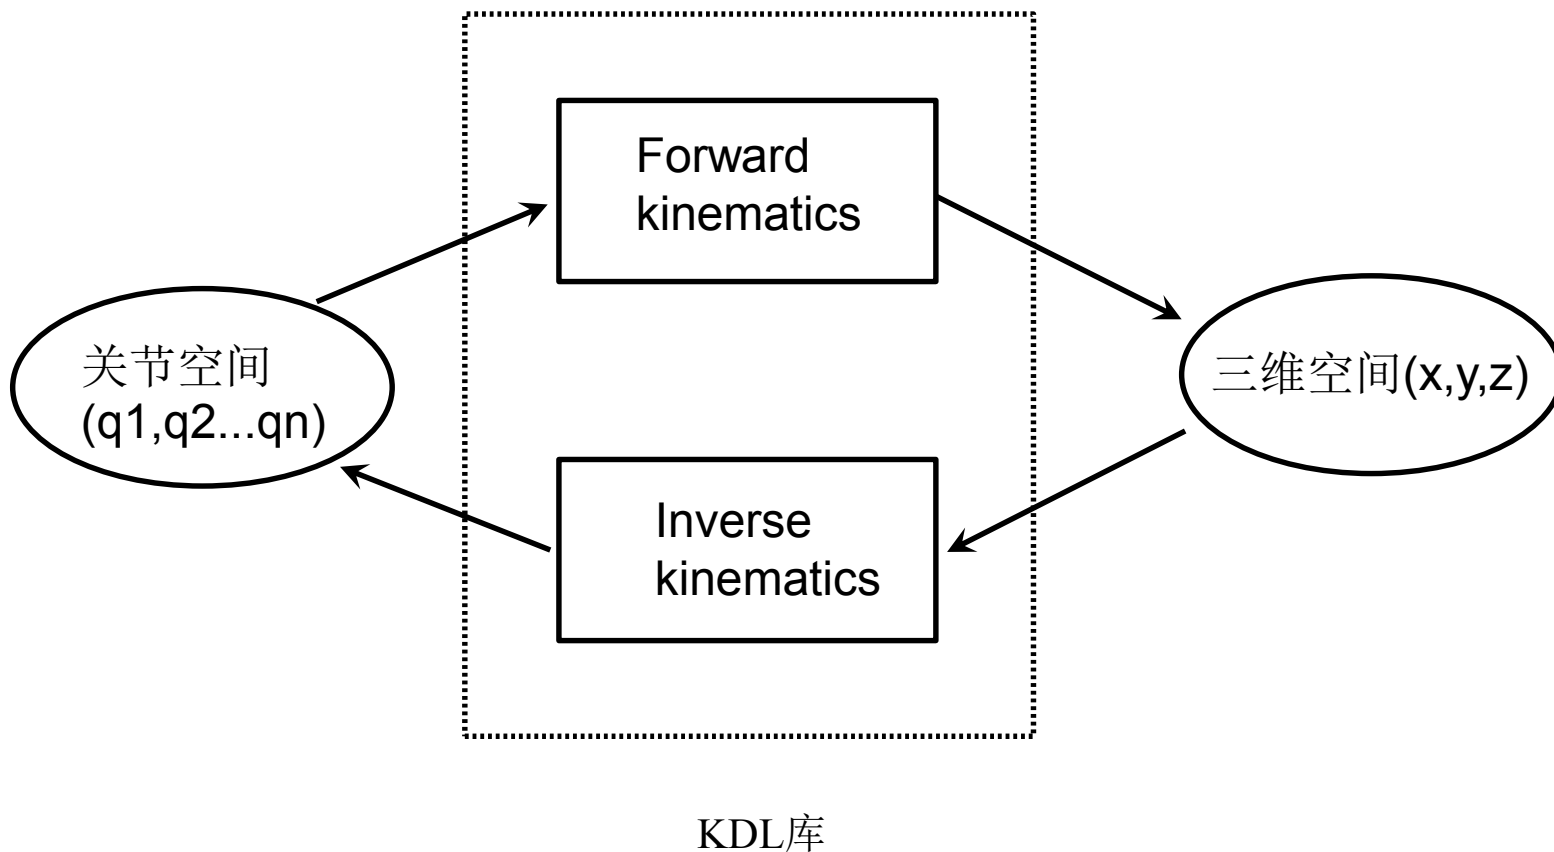 Forward
kinematics
关节空间
(q1,q2...qn)
三维空间(x,y,z)
Inverse
kinematics
KDL库